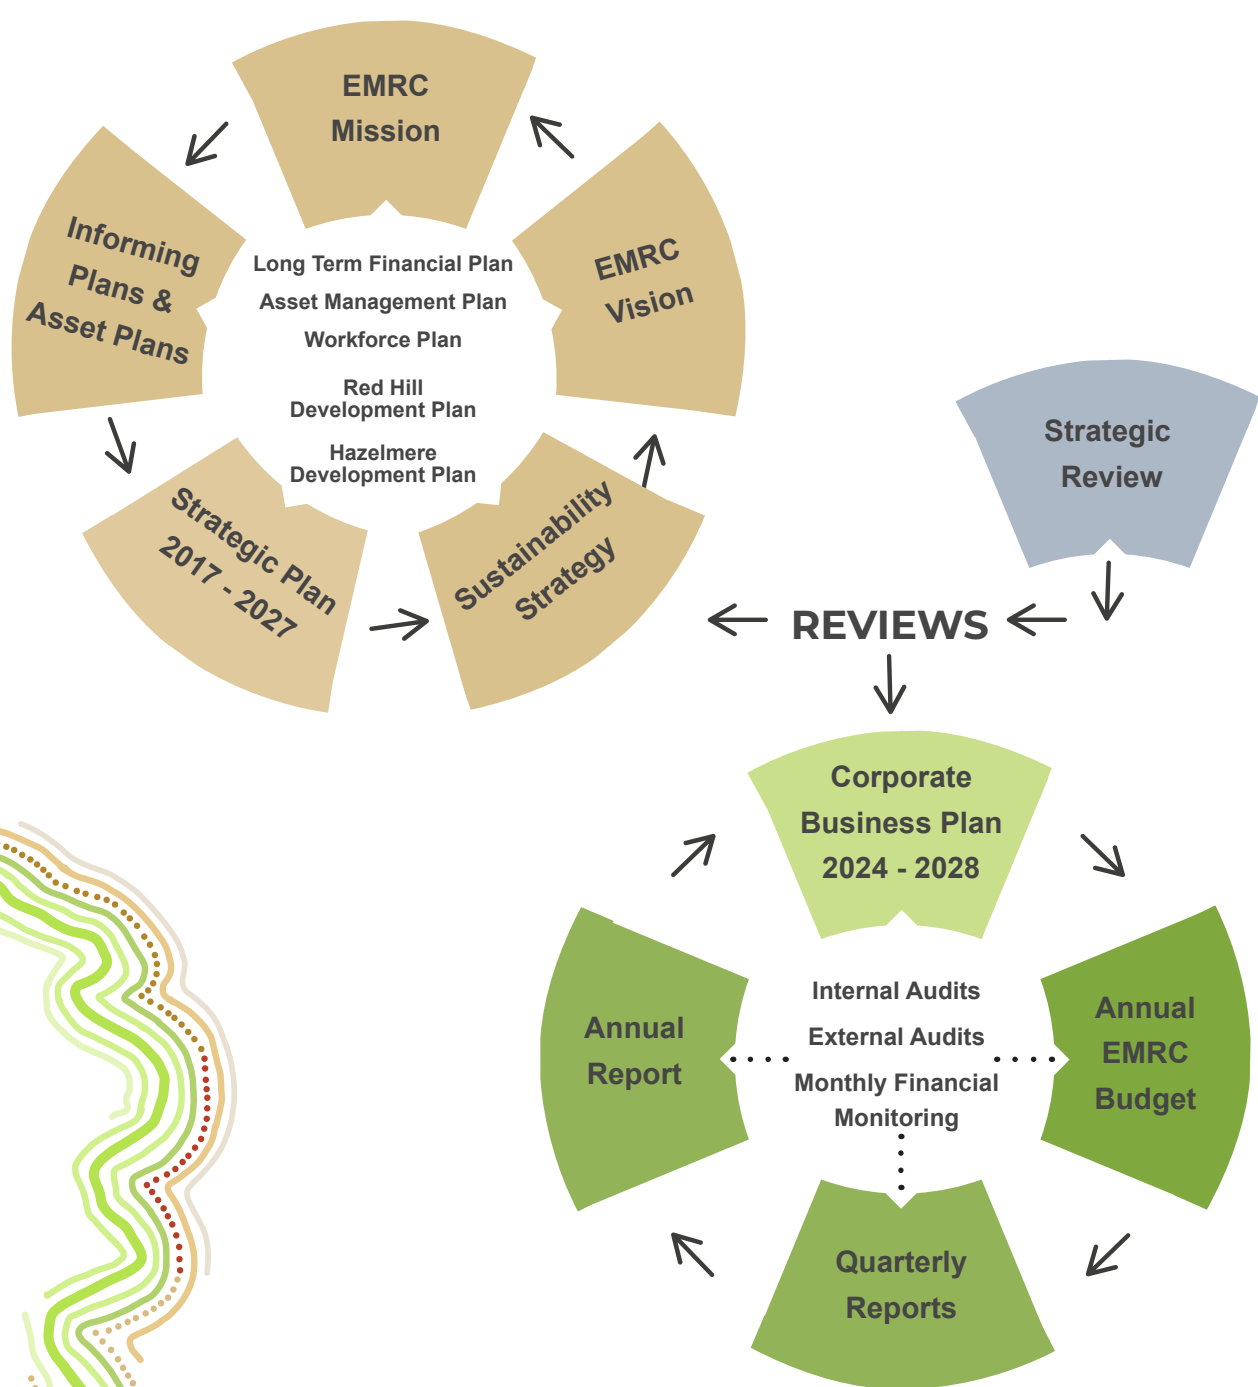 EMRC
Mission
Informing
Plans &
Asset Plans
EMRC
Vision
Long Term Financial Plan
Asset Management Plan
Workforce Plan
Red Hill
Development Plan
Hazelmere
Development Plan
Strategic Plan
2017 - 2027
Sustainability
Strategy
Strategic
Review
REVIEWS
Corporate
Business Plan
2024 - 2028
Annual
Report
Internal Audits
External Audits
Monthly Financial
Monitoring
Annual
EMRC
Budget
Quarterly
Reports